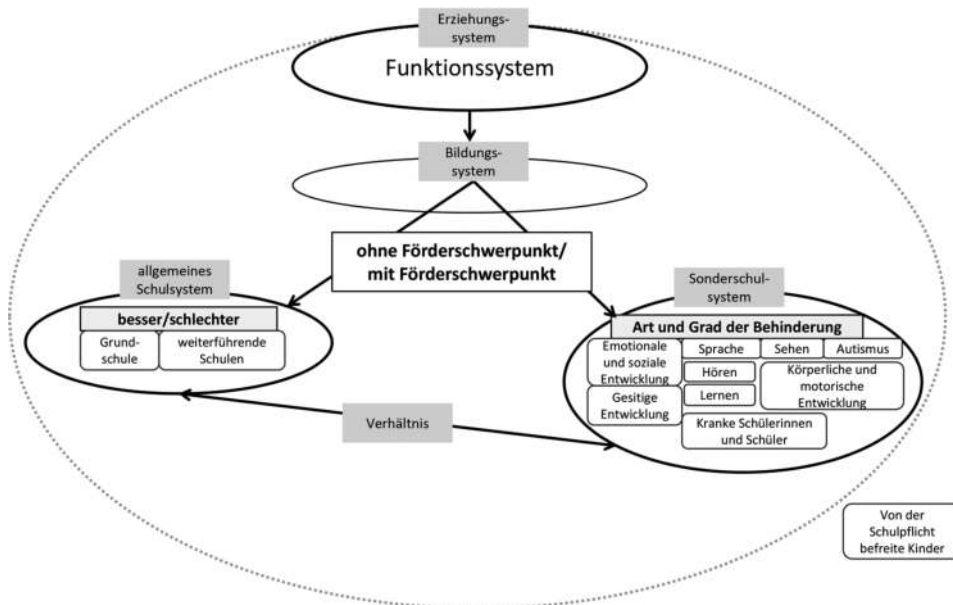 Erziehungs-
system
Funktionssystem
Bildungs-
system
ohne Förderschwerpunkt/
mit Förderschwerpunkt
allgemeines
Schulsystem
besser/schlechter
Grund-
schule
weiterführende
Schulen
Sonderschul-
system
Art und Grad der Behinderung
Emotionale
und soziale
Entwicklung
Sprache
Sehen
Autismus
Hören
Körperliche und
motorische
Entwicklung
Lernen
Gesitige
Entwicklung
Kranke Schülerinnen
und Schüler
Verhältnis
Von der
Schulpflicht
befreite Kinder